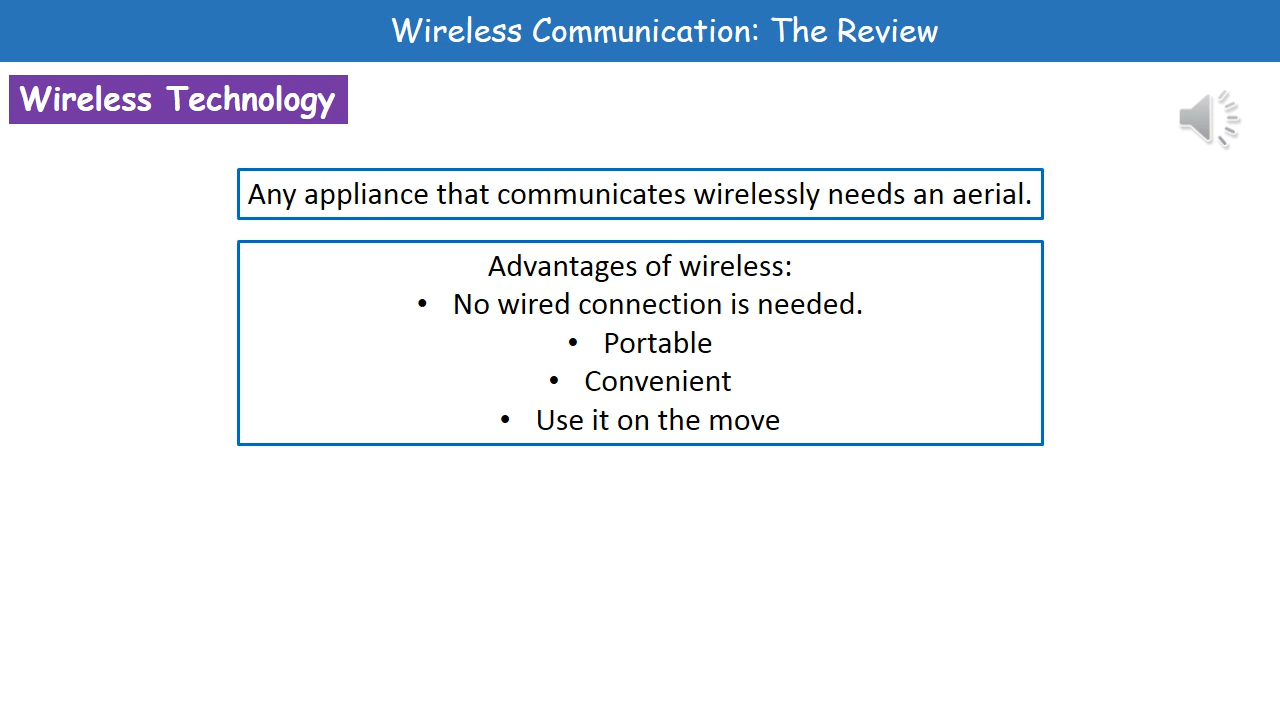 Wireless Communication: The Review
Wireless Technology
Any appliance that communicates wirelessly needs an aerial.
Advantages of wireless:
• No wired connection is needed.
• Portable
• Convenient
• Use it on the move